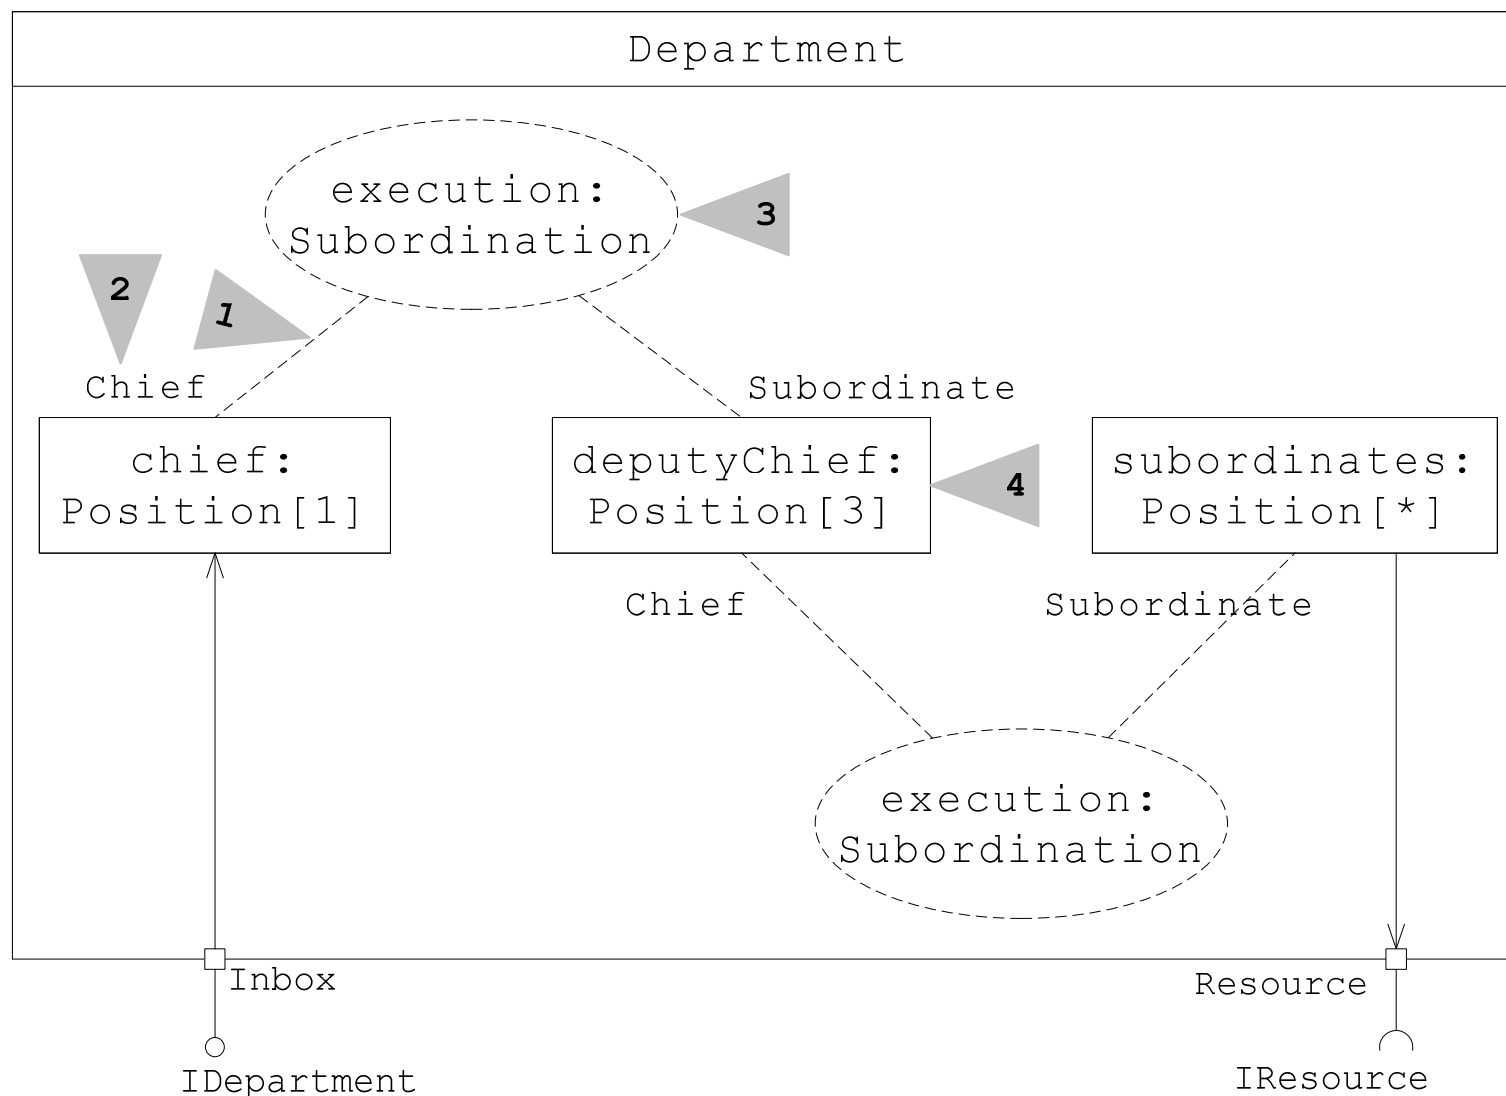 Department
execution:
Subordination
3
2
1
Chief
Subordinate
chief:
Position[1]
deputyChief:
Position[3]
4
subordinates:
Position[*]
Chief
Subordinate
execution:
Subordination
Inbox
Resource
IDepartment
IResource